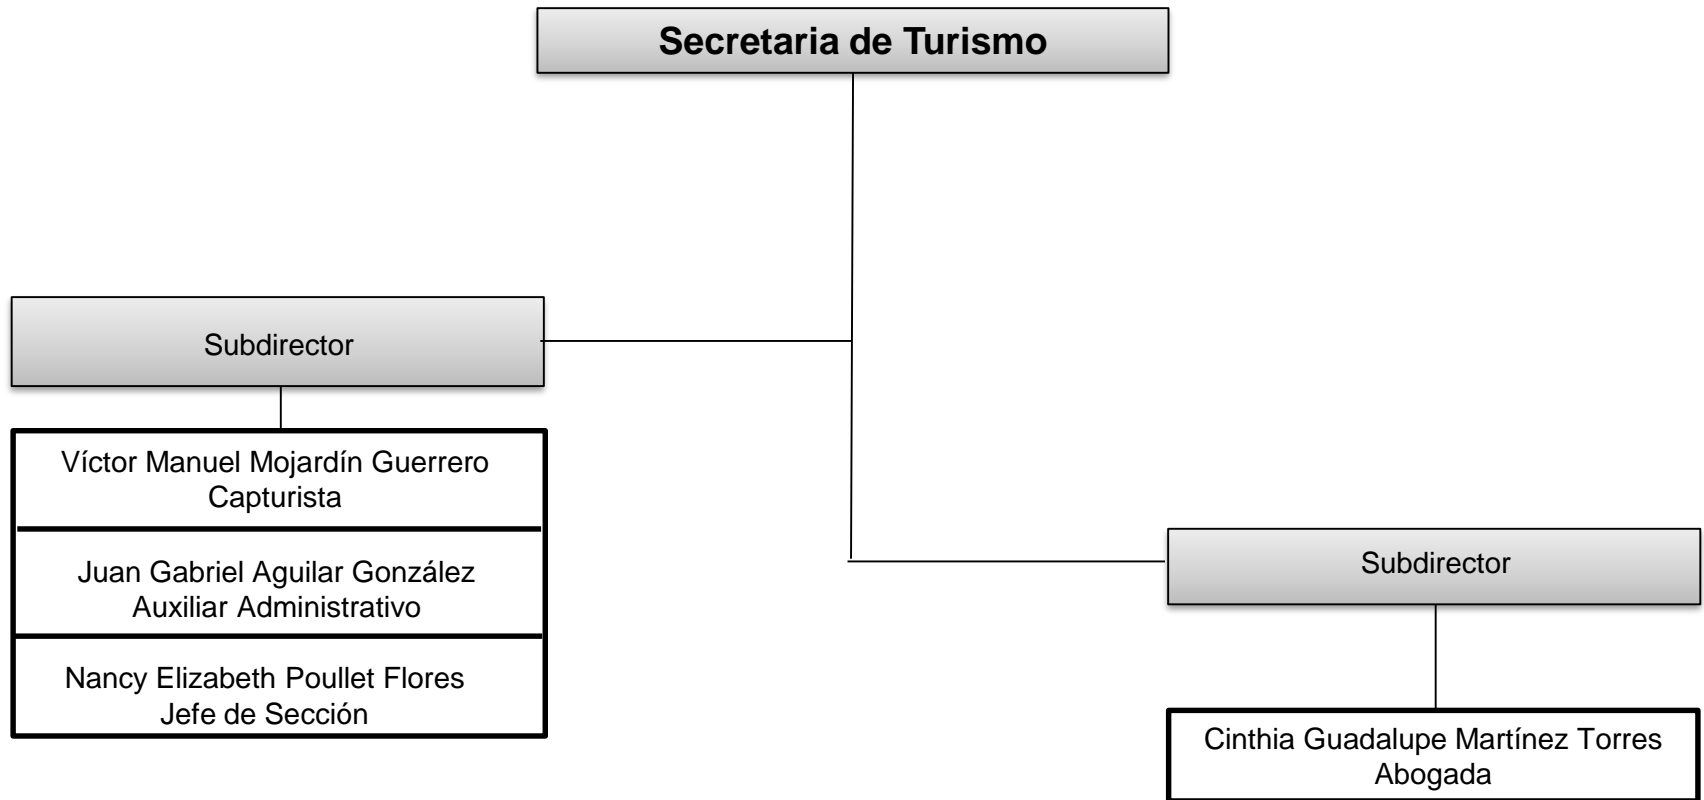 Secretaria de Turismo
Subdirector
Víctor Manuel Mojardín Guerrero
Capturista
Juan Gabriel Aguilar González
Auxiliar Administrativo
Nancy Elizabeth Poullet Flores
Jefe de Sección
Subdirector
Cinthia Guadalupe Martínez Torres
Abogada